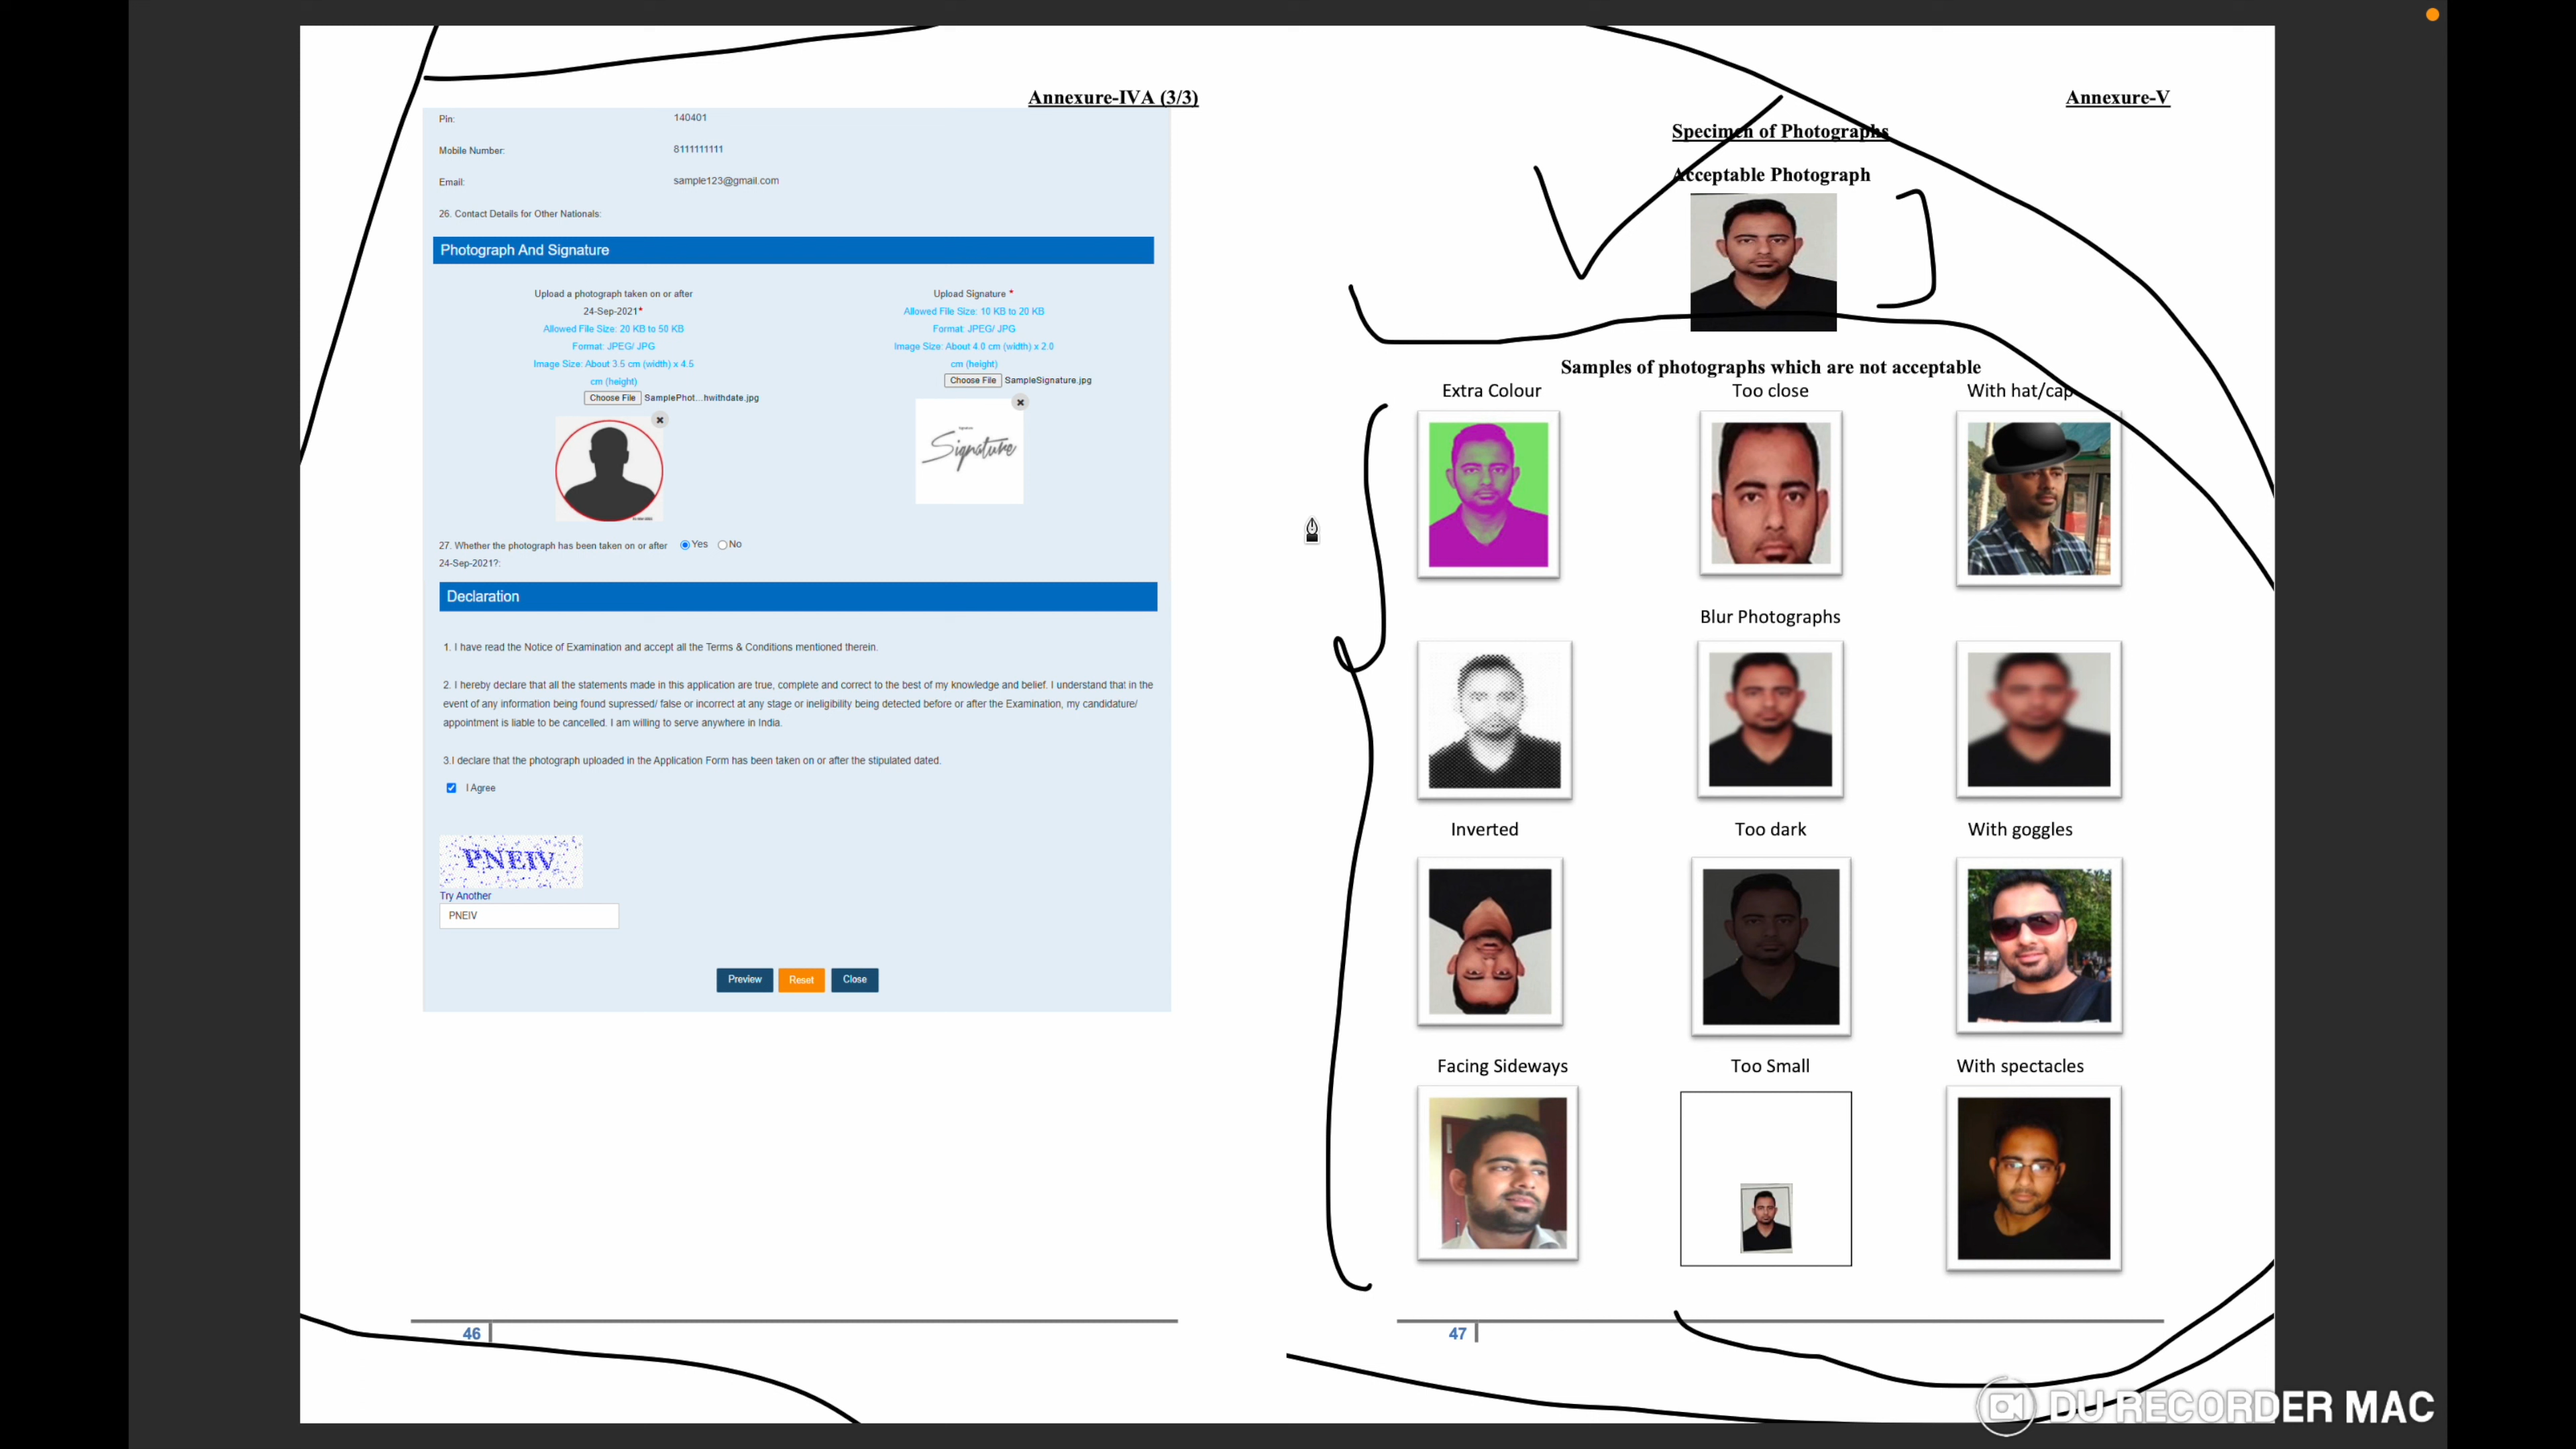 Annexure-IVA (3/3)
Pin: 140401
Mobile Number: 8111111111
Email: sample123@gmail.com
26. Contact Details for Other Nationals:
Photograph And Signature
Upload a photograph taken on or after
24-Sep-2021*
Allowed File Size: 20 KB to 50 KB
Format: JPEG/ JPG
Image Size: About 3.5 cm (width) x 4.5
cm (height)
Choose File SamplePhot...hwithdate.jpg
Upload Signature *
Allowed File Size: 10 KB to 20 KB
Format: JPEG/ JPG
Image Size: About 4.0 cm (width) x 2.0
cm (height)
Choose File SampleSignature.jpg
Signature
27. Whether the photograph has been taken on or after Yes No
24-Sep-2021?:
Declaration
1. I have read the Notice of Examination and accept all the Terms & Conditions mentioned therein.
2. I hereby declare that all the statements made in this application are true, complete and correct to the best of my knowledge and belief. I understand that in the
event of any information being found supressed/ false or incorrect at any stage or ineligibility being detected before or after the Examination, my candidature/
appointment is liable to be cancelled. I am willing to serve anywhere in India.
3.I declare that the photograph uploaded in the Application Form has been taken on or after the stipulated dated.
I Agree
PNEIV
Try Another
PNEIV
Preview Reset Close
46
Annexure-V
Specimen of Photographs
Acceptable Photograph
Samples of photographs which are not acceptable
Extra Colour Too close With hat/cap
Blur Photographs
Inverted Too dark With goggles
Facing Sideways Too Small With spectacles
47
DU RECORDER MAC